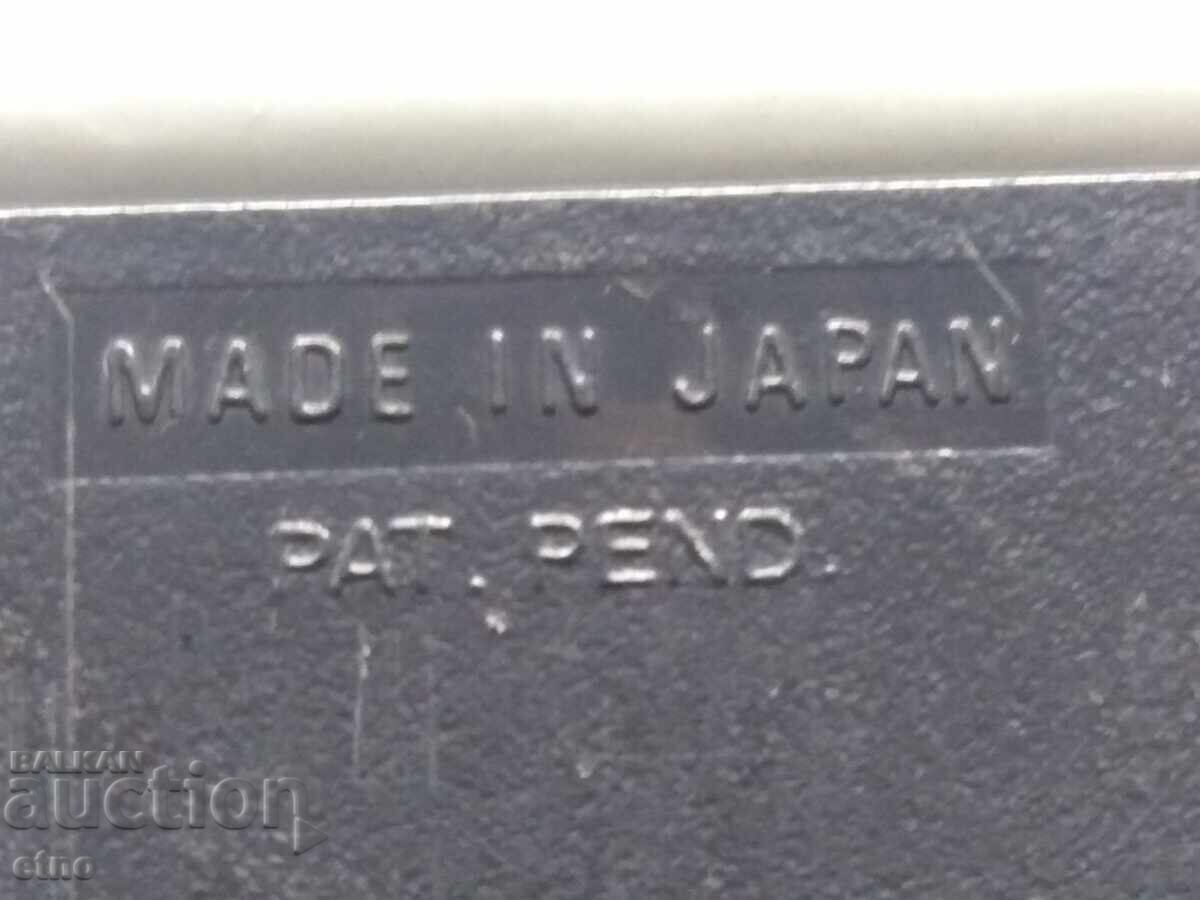 MADE IN JAPAN
PAT. PEND.
BALKAN
auction
etno